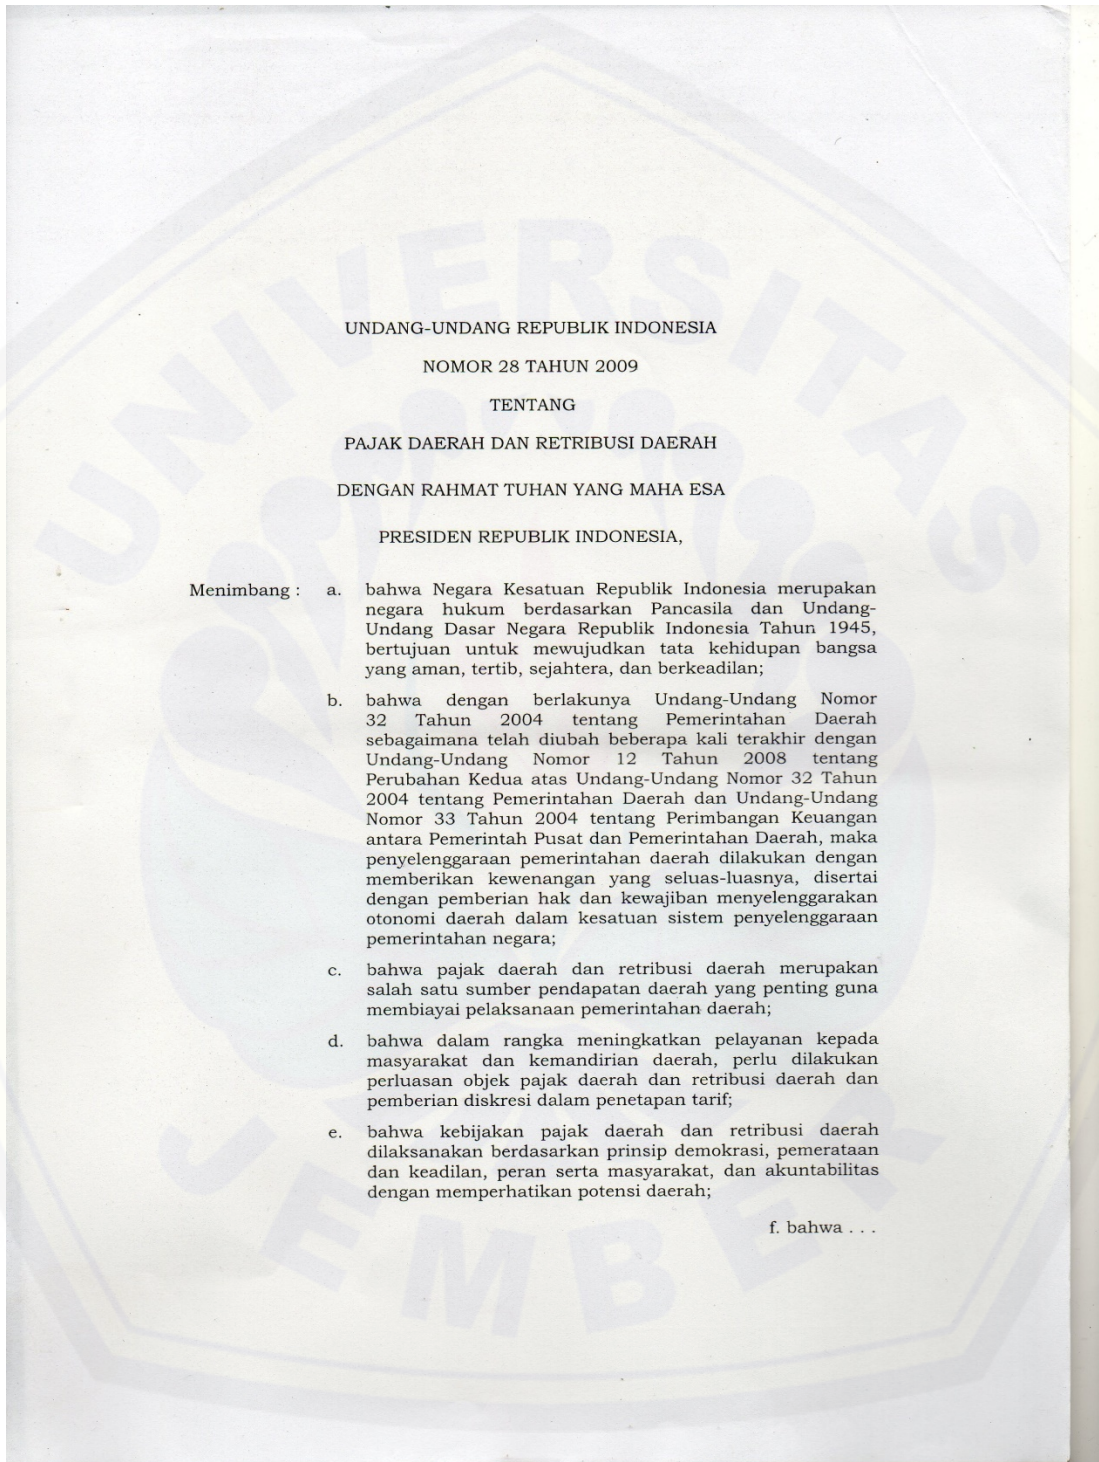 UNIVERSITAS
UNDANG-UNDANG REPUBLIK INDONESIA
NOMOR 28 TAHUN 2009
TENTANG
PAJAK DAERAH DAN RETRIBUSI DAERAH
DENGAN RAHMAT TUHAN YANG MAHA ESA
PRESIDEN REPUBLIK INDONESIA,
Menimbang : a. bahwa Negara Kesatuan Republik Indonesia merupakan
negara hukum berdasarkan Pancasila dan Undang-
Undang Dasar Negara Republik Indonesia Tahun 1945,
bertujuan untuk mewujudkan tata kehidupan bangsa
yang aman, tertib, sejahtera, dan berkeadilan;
b. bahwa dengan berlakunya Undang-Undang Nomor
32 Tahun 2004 tentang Pemerintahan Daerah
sebagaimana telah diubah beberapa kali terakhir dengan
Undang-Undang Nomor 12 Tahun 2008 tentang
Perubahan Kedua atas Undang-Undang Nomor 32 Tahun
2004 tentang Pemerintahan Daerah dan Undang-Undang
Nomor 33 Tahun 2004 tentang Perimbangan Keuangan
antara Pemerintah Pusat dan Pemerintahan Daerah, maka
penyelenggaraan pemerintahan daerah dilakukan dengan
memberikan kewenangan yang seluas-luasnya, disertai
dengan pemberian hak dan kewajiban menyelenggarakan
otonomi daerah dalam kesatuan sistem penyelenggaraan
pemerintahan negara;
c. bahwa pajak daerah dan retribusi daerah merupakan
salah satu sumber pendapatan daerah yang penting guna
membiayai pelaksanaan pemerintahan daerah;
d. bahwa dalam rangka meningkatkan pelayanan kepada
masyarakat dan kemandirian daerah, perlu dilakukan
perluasan objek pajak daerah dan retribusi daerah dan
pemberian diskresi dalam penetapan tarif;
e. bahwa kebijakan pajak daerah dan retribusi daerah
dilaksanakan berdasarkan prinsip demokrasi, pemerataan
dan keadilan, peran serta masyarakat, dan akuntabilitas
dengan memperhatikan potensi daerah;
f. bahwa . . .
JEMBER